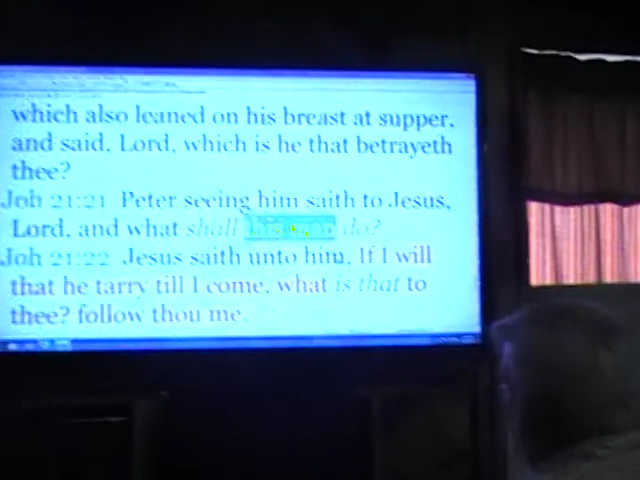 which also leaned on his breast at supper,
and said, Lord, which is he that betrayeth
thee?
Joh 21:21 Peter seeing him saith to Jesus,
Lord, and what shall this man do?
Joh 21:22 Jesus saith unto him, If I will
that he tarry till I come, what is that to
thee? follow thou me.